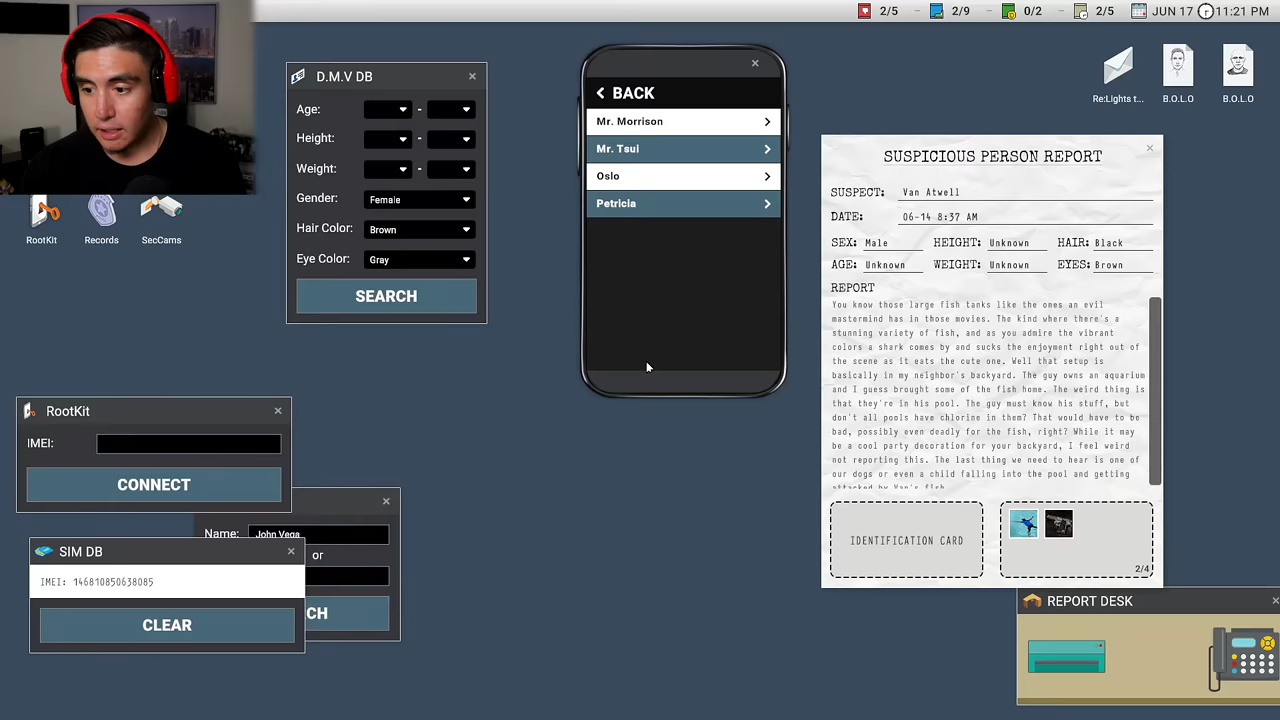 2/5 2/9 0/2 2/5 JUN 17 11:21 PM
Re:Lights t... B.O.L.O B.O.L.O
RootKit Records SecCams
D.M.V DB
Age: -
Height: -
Weight: -
Gender: Female
Hair Color: Brown
Eye Color: Gray
SEARCH
BACK
Mr. Morrison
Mr. Tsui
Oslo
Petricia
SUSPICIOUS PERSON REPORT
SUSPECT: Van Atwell
DATE: 06-14 8:37 AM
SEX: Male HEIGHT: Unknown HAIR: Black
AGE: Unknown WEIGHT: Unknown EYES: Brown
REPORT
You know those large fish tanks like the ones an evil
mastermind has in those movies. The kind where there's a
stunning variety of fish, and as you admire the vibrant
colors a shark comes by and sucks the enjoyment right out of
the scene as it eats the cute one. Well that setup is
basically in my neighbor's backyard. The guy owns an aquarium
and I guess brought some of the fish home. The weird thing is
that they're in his pool. The guy must know his stuff, but
don't all pools have chlorine in them? That would have to be
bad, possibly even deadly for the fish, right? While it may
be a cool party decoration for your backyard, I feel weird
not reporting this. The last thing we need to hear is one of
our dogs or even a child falling into the pool and getting
attacked by Van's fish
IDENTIFICATION CARD
2/4
RootKit
IMEI:
CONNECT
Name: John Vega
or
CH
SIM DB
IMEI: 146810850638085
CLEAR
REPORT DESK